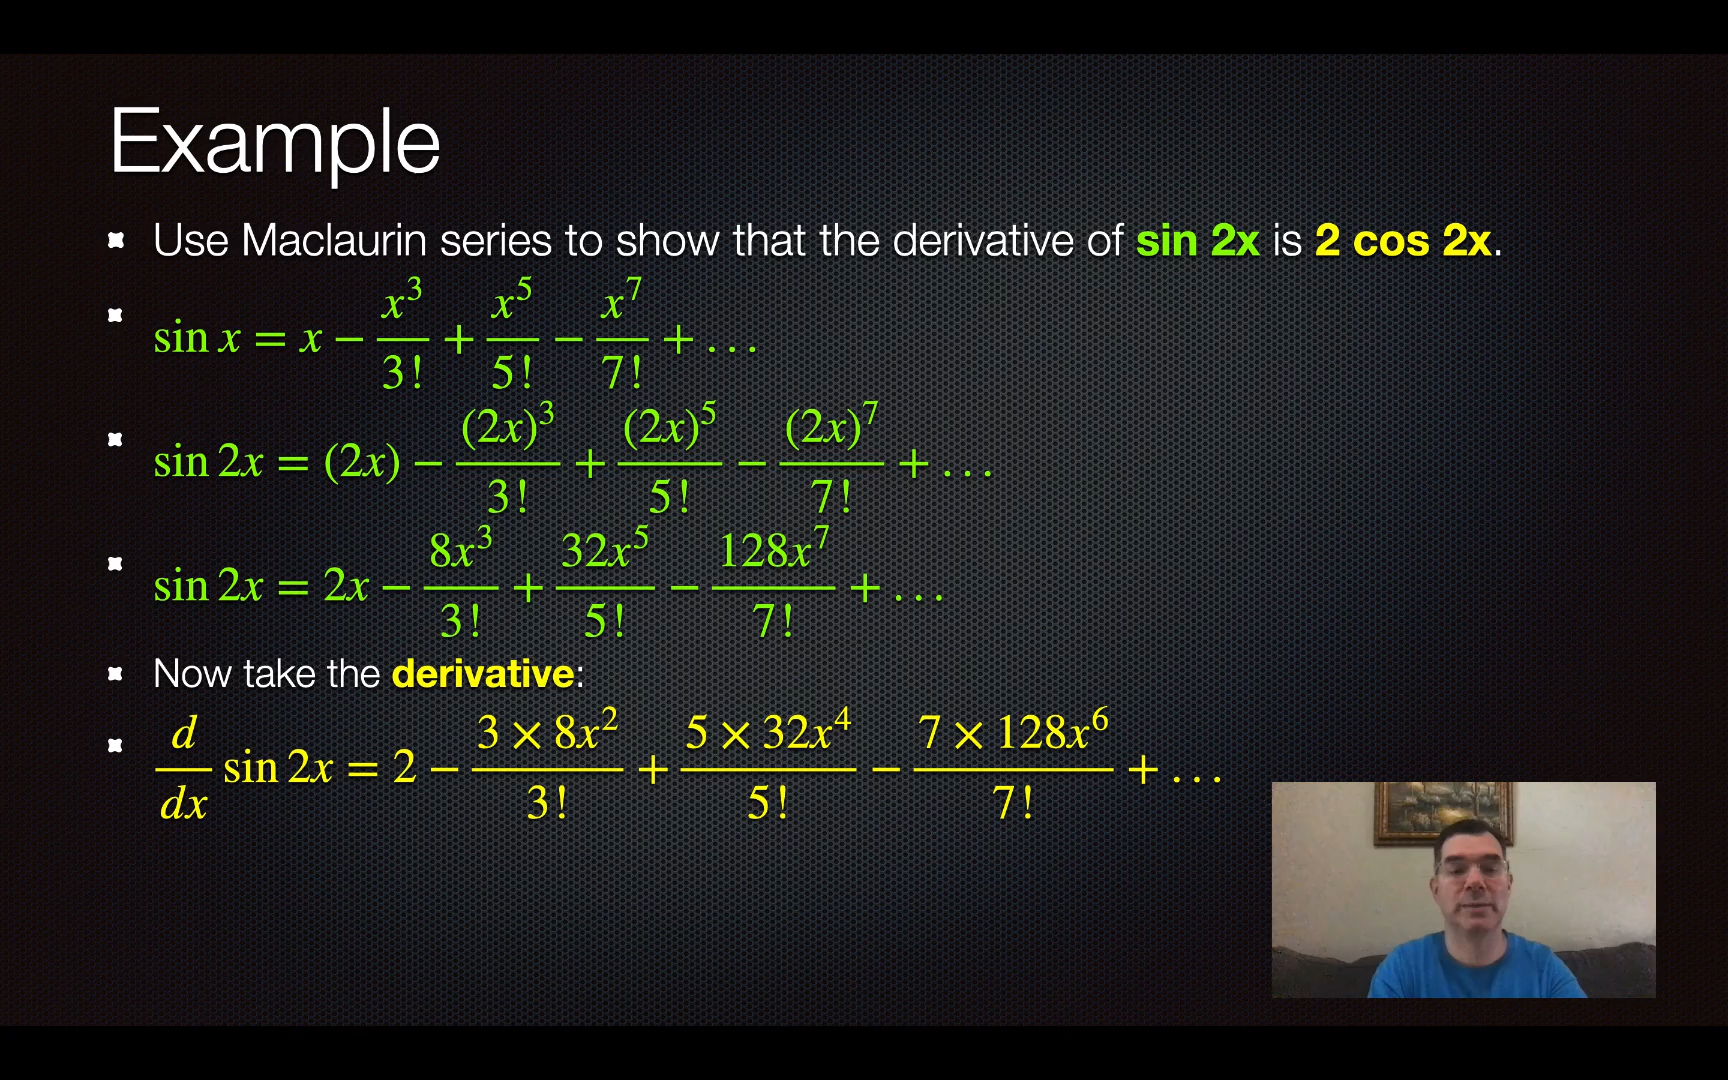 Example
Use Maclaurin series to show that the derivative of sin 2x is 2 cos 2x.
sin x = x − x³/3! + x⁵/5! − x⁷/7! + …
sin 2x = (2x) − (2x)³/3! + (2x)⁵/5! − (2x)⁷/7! + …
sin 2x = 2x − 8x³/3! + 32x⁵/5! − 128x⁷/7! + …
Now take the derivative:
d/dx sin 2x = 2 − 3 × 8x²/3! + 5 × 32x⁴/5! − 7 × 128x⁶/7! + …